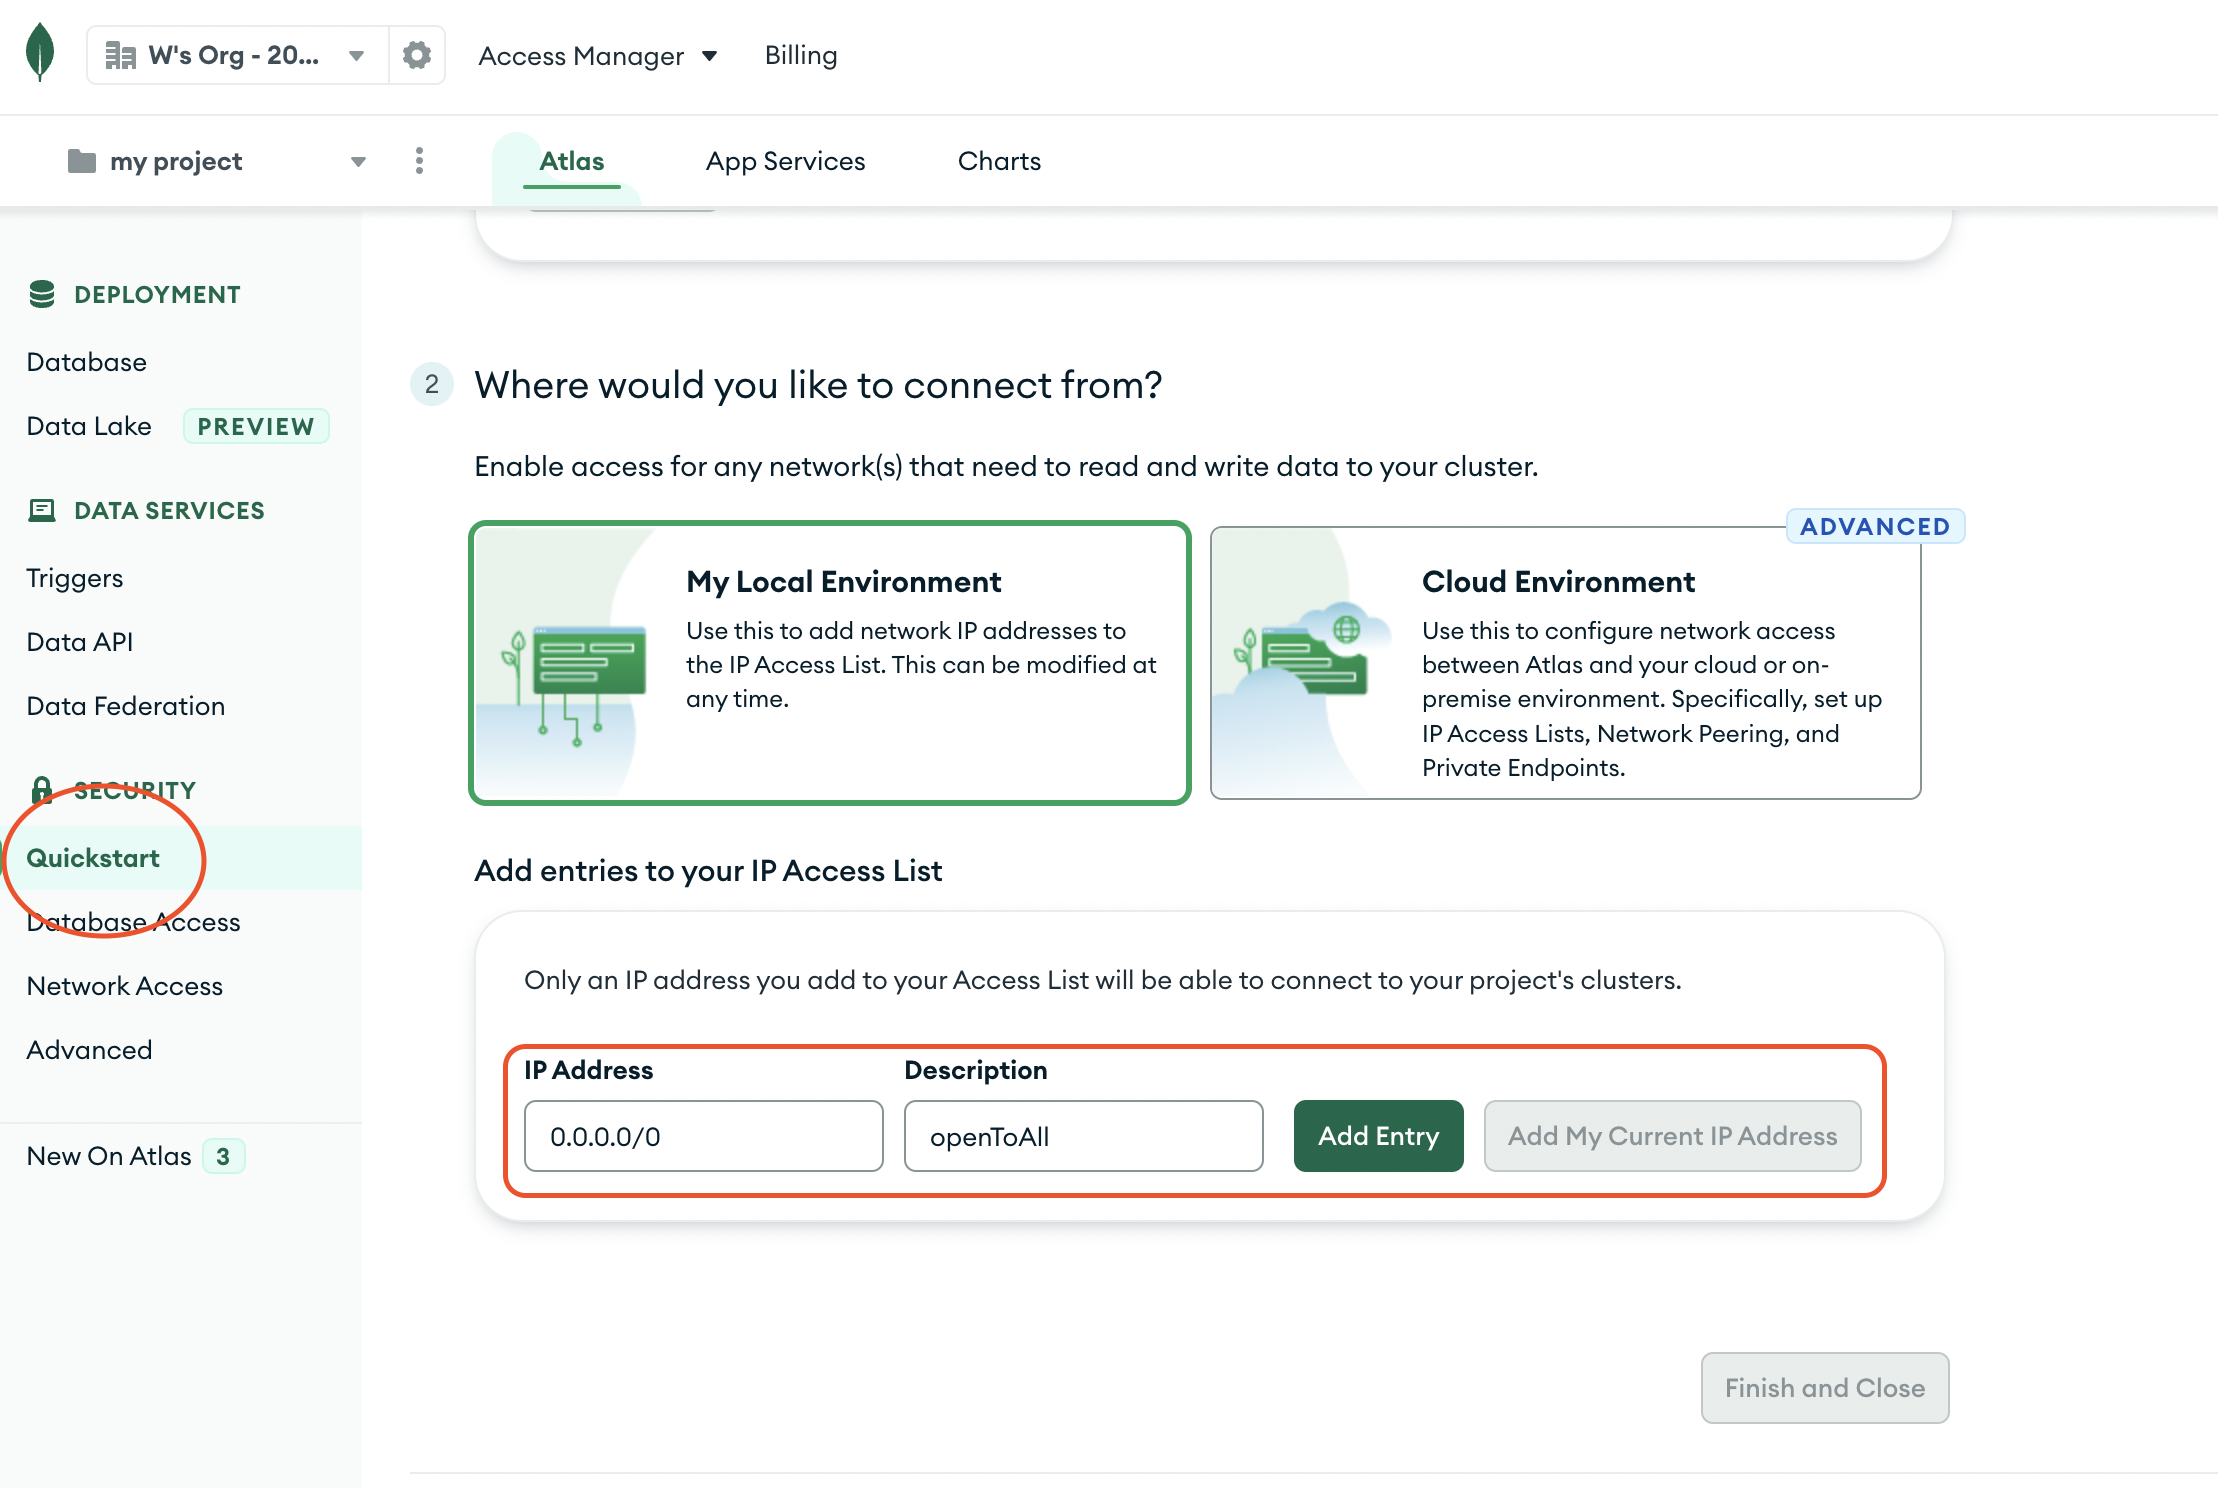 W's Org - 20...
Access Manager
Billing
my project
Atlas
App Services
Charts
DEPLOYMENT
Database
Data Lake
PREVIEW
DATA SERVICES
Triggers
Data API
Data Federation
SECURITY
Quickstart
Database Access
Network Access
Advanced
New On Atlas
3
2
Where would you like to connect from?
Enable access for any network(s) that need to read and write data to your cluster.
My Local Environment
Use this to add network IP addresses to
the IP Access List. This can be modified at
any time.
ADVANCED
Cloud Environment
Use this to configure network access
between Atlas and your cloud or on-
premise environment. Specifically, set up
IP Access Lists, Network Peering, and
Private Endpoints.
Add entries to your IP Access List
Only an IP address you add to your Access List will be able to connect to your project's clusters.
IP Address
Description
0.0.0.0/0
openToAll
Add Entry
Add My Current IP Address
Finish and Close